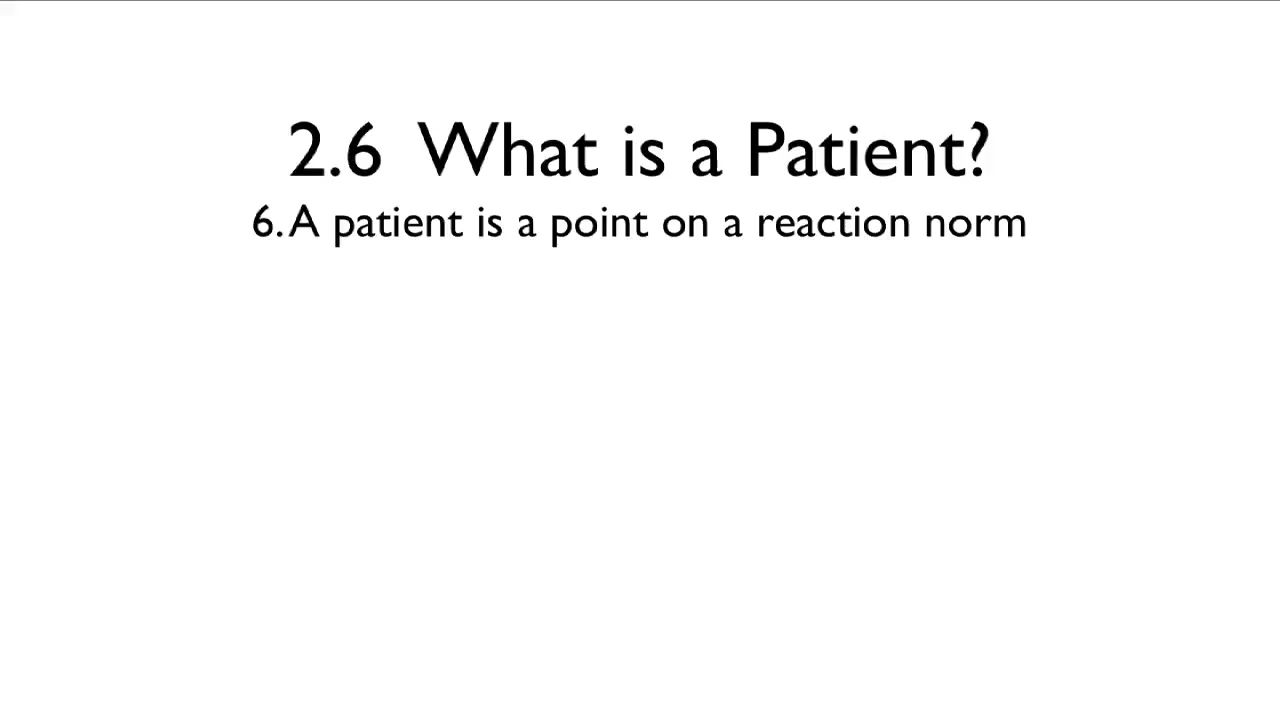 2.6 What is a Patient?
6. A patient is a point on a reaction norm